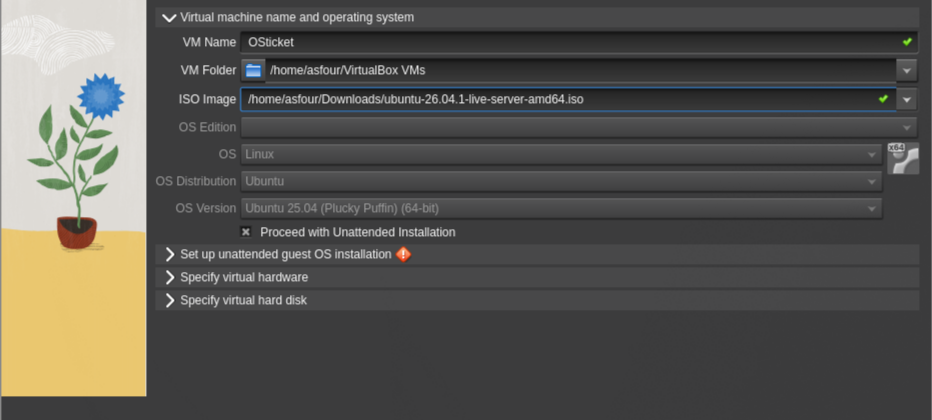 Virtual machine name and operating system
VM Name OSticket
VM Folder /home/asfour/VirtualBox VMs
ISO Image /home/asfour/Downloads/ubuntu-26.04.1-live-server-amd64.iso
OS Edition
OS Linux x64
OS Distribution Ubuntu
OS Version Ubuntu 25.04 (Plucky Puffin) (64-bit)
Proceed with Unattended Installation
Set up unattended guest OS installation
Specify virtual hardware
Specify virtual hard disk